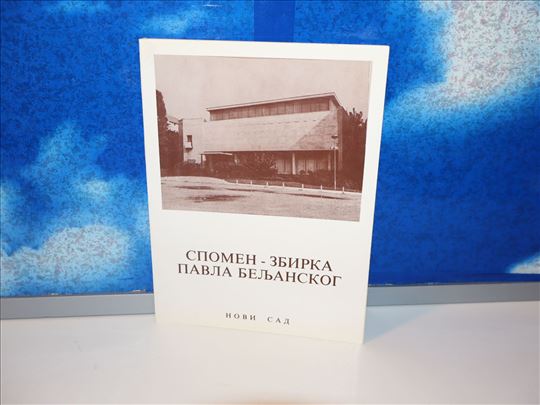 СПОМЕН - ЗБИРКА
ПАВЛА БЕЉАНСКОГ
НОВИ САД